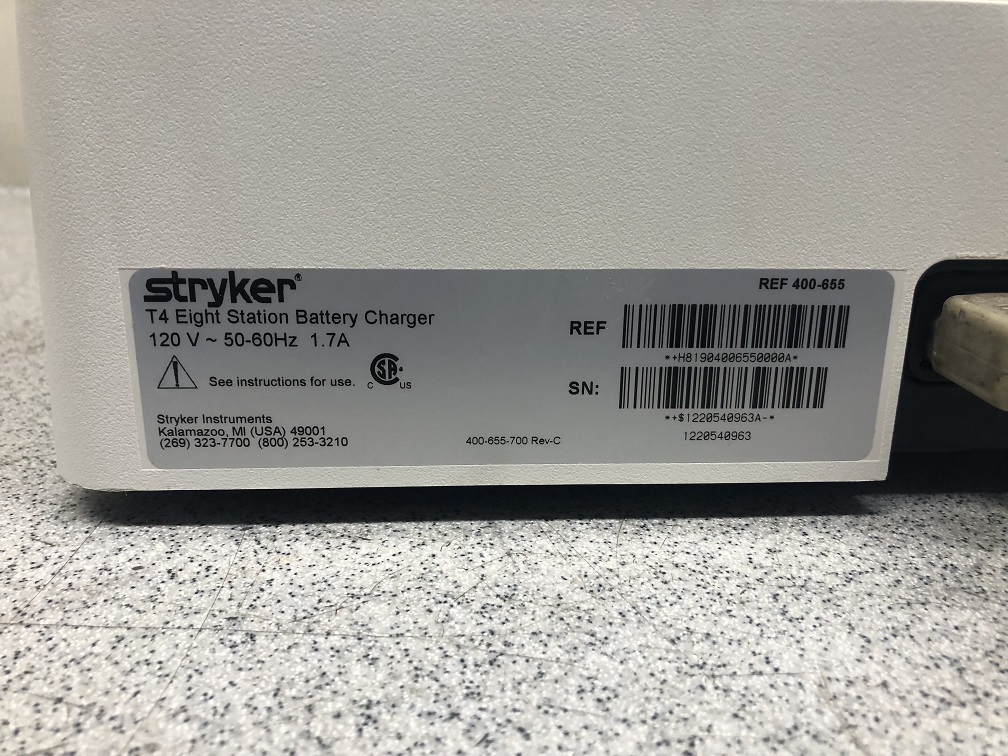 stryker®
T4 Eight Station Battery Charger
120 V ~ 50-60Hz 1.7A
See instructions for use.
C SA US
Stryker Instruments
Kalamazoo, MI (USA) 49001
(269) 323-7700 (800) 253-3210
400-655-700 Rev-C
REF 400-655
REF
*+H81904006550000A*
SN:
*+$1220540963A-*
1220540963